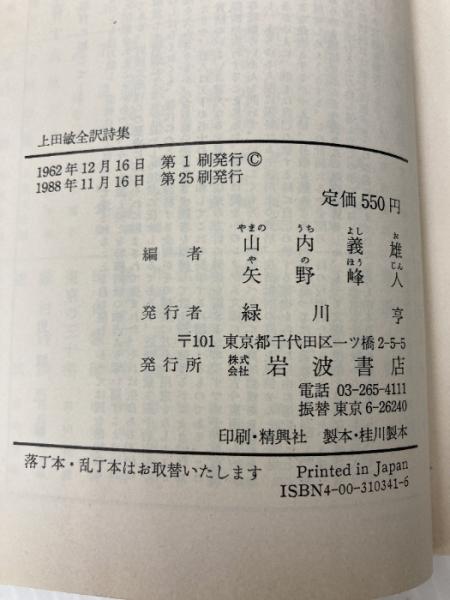 上田敏全訳詩集
1962年12月16日 第1刷発行©
1988年11月16日 第25刷発行
定価550円
やまの うち よし お
編者 山内義雄
や の ほう じん
矢野峰人
発行者 緑川亨
〒101 東京都千代田区一ツ橋2-5-5
発行所 株式会社 岩波書店
電話 03-265-4111
振替 東京6-26240
印刷・精興社 製本・桂川製本
落丁本・乱丁本はお取替いたします Printed in Japan
ISBN4-00-310341-6